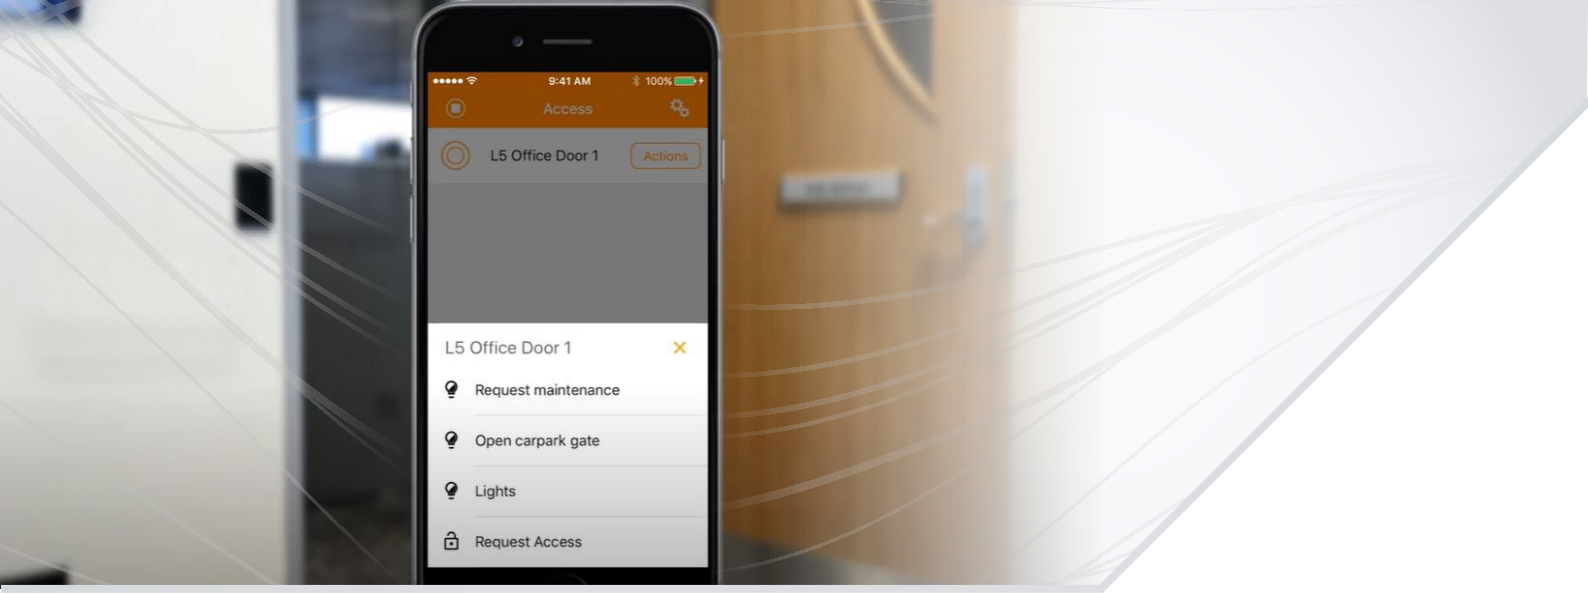 9:41 AM 100%
Access
L5 Office Door 1 Actions
L5 Office Door 1
Request maintenance
Open carpark gate
Lights
Request Access